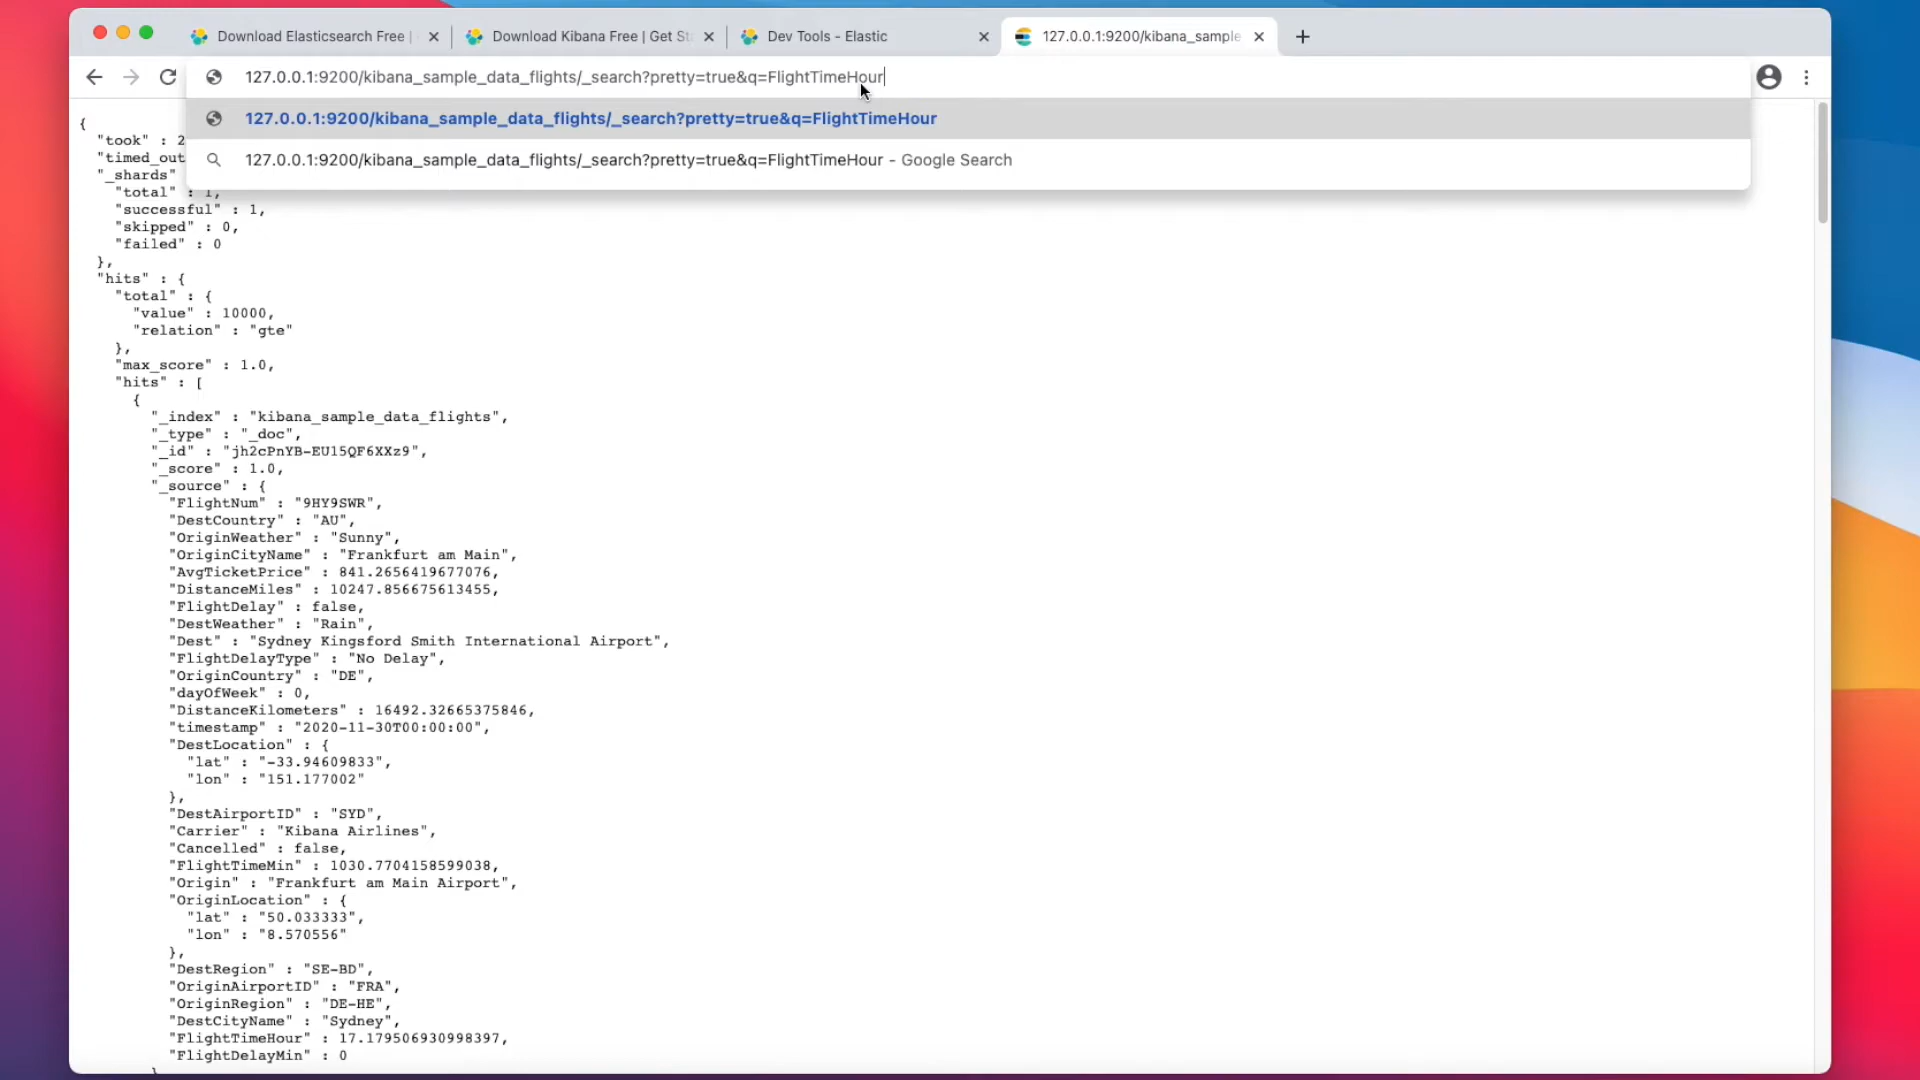 Download Elasticsearch Free |
Download Kibana Free | Get St
Dev Tools - Elastic
127.0.0.1:9200/kibana_sample
127.0.0.1:9200/kibana_sample_data_flights/_search?pretty=true&q=FlightTimeHour
127.0.0.1:9200/kibana_sample_data_flights/_search?pretty=true&q=FlightTimeHour
127.0.0.1:9200/kibana_sample_data_flights/_search?pretty=true&q=FlightTimeHour - Google Search
{
"took" : 2
"timed_out
"_shards"
"total" : 1,
"successful" : 1,
"skipped" : 0,
"failed" : 0
},
"hits" : {
"total" : {
"value" : 10000,
"relation" : "gte"
},
"max_score" : 1.0,
"hits" : [
{
"_index" : "kibana_sample_data_flights",
"_type" : "_doc",
"_id" : "jh2cPnYB-EU15QF6XXz9",
"_score" : 1.0,
"_source" : {
"FlightNum" : "9HY9SWR",
"DestCountry" : "AU",
"OriginWeather" : "Sunny",
"OriginCityName" : "Frankfurt am Main",
"AvgTicketPrice" : 841.2656419677076,
"DistanceMiles" : 10247.856675613455,
"FlightDelay" : false,
"DestWeather" : "Rain",
"Dest" : "Sydney Kingsford Smith International Airport",
"FlightDelayType" : "No Delay",
"OriginCountry" : "DE",
"dayOfWeek" : 0,
"DistanceKilometers" : 16492.32665375846,
"timestamp" : "2020-11-30T00:00:00",
"DestLocation" : {
"lat" : "-33.94609833",
"lon" : "151.177002"
},
"DestAirportID" : "SYD",
"Carrier" : "Kibana Airlines",
"Cancelled" : false,
"FlightTimeMin" : 1030.7704158599038,
"Origin" : "Frankfurt am Main Airport",
"OriginLocation" : {
"lat" : "50.033333",
"lon" : "8.570556"
},
"DestRegion" : "SE-BD",
"OriginAirportID" : "FRA",
"OriginRegion" : "DE-HE",
"DestCityName" : "Sydney",
"FlightTimeHour" : 17.179506930998397,
"FlightDelayMin" : 0